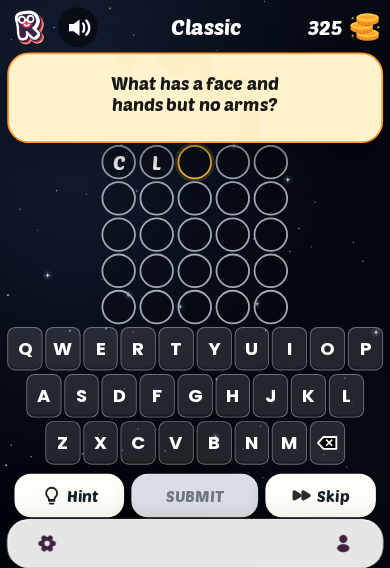 Classic
325
What has a face and
hands but no arms?
C L
Q W E R T Y U I O P
A S D F G H J K L
Z X C V B N M
Hint SUBMIT Skip